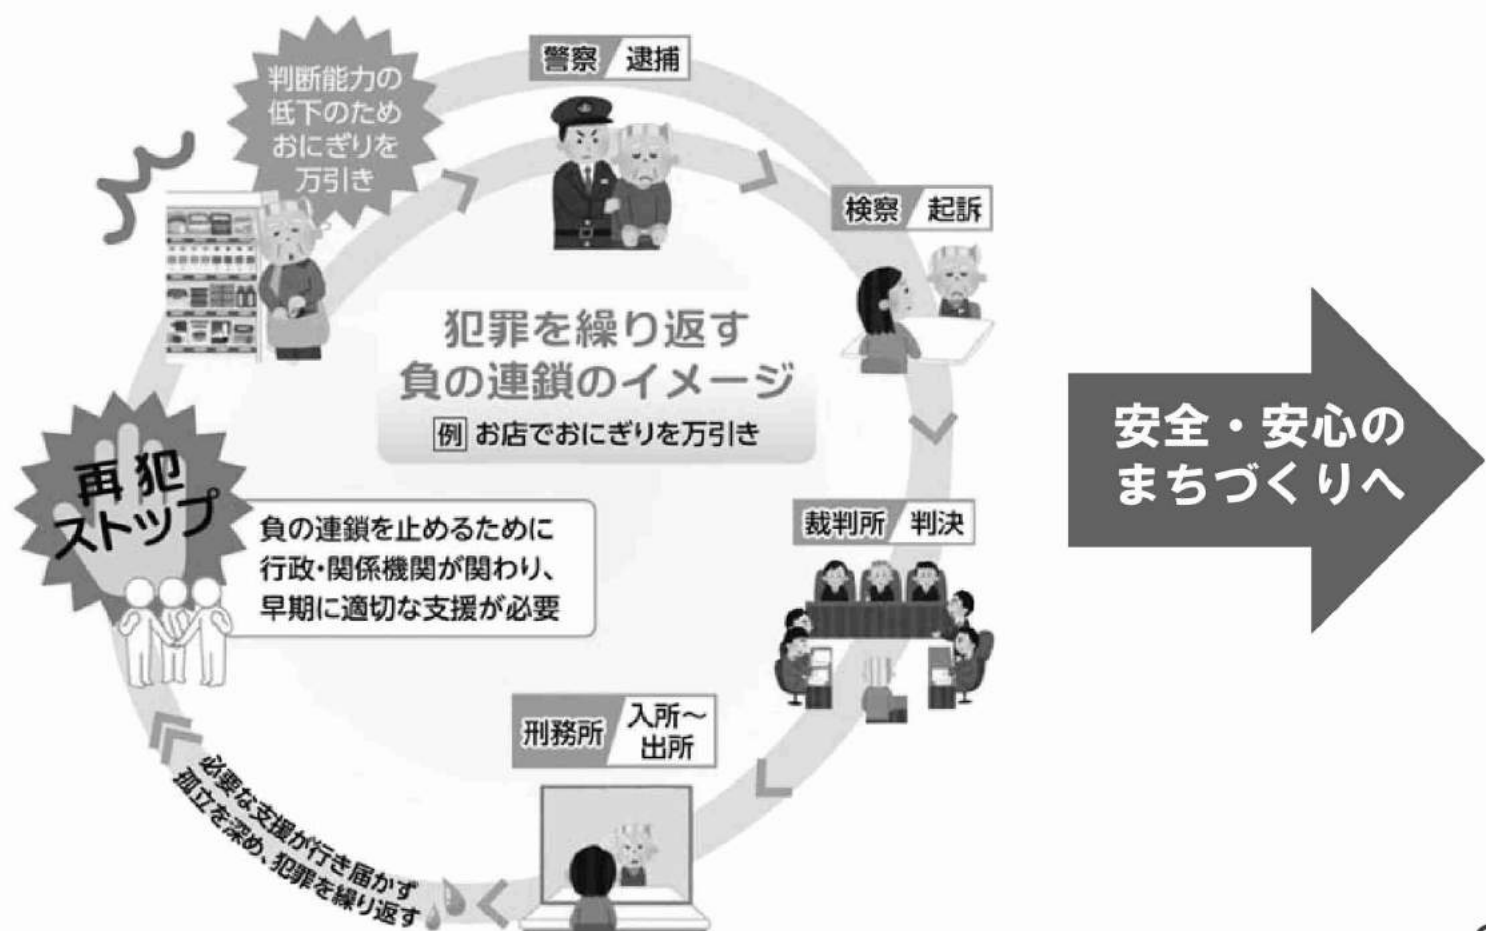 判断能力の
低下のため
おにぎりを
万引き
警察 逮捕
検察 起訴
犯罪を繰り返す
負の連鎖のイメージ
例 お店でおにぎりを万引き
安全・安心の
まちづくりへ
再犯
ストップ
負の連鎖を止めるために
行政・関係機関が関わり、
早期に適切な支援が必要
裁判所 判決
刑務所 入所～
出所
必要な支援が行き届かず
孤立を深め、犯罪を繰り返す